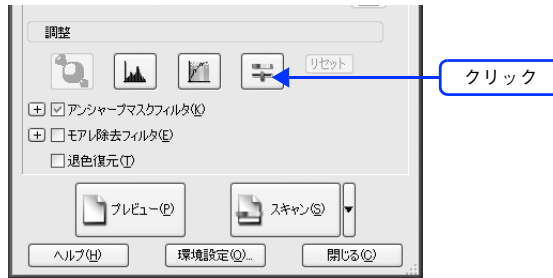 調整
リセット
クリック
アンシャープマスクフィルタ(K)
モアレ除去フィルタ(E)
退色復元(T)
プレビュー(P)
スキャン(S)
ヘルプ(H)
環境設定(O)...
閉じる(C)